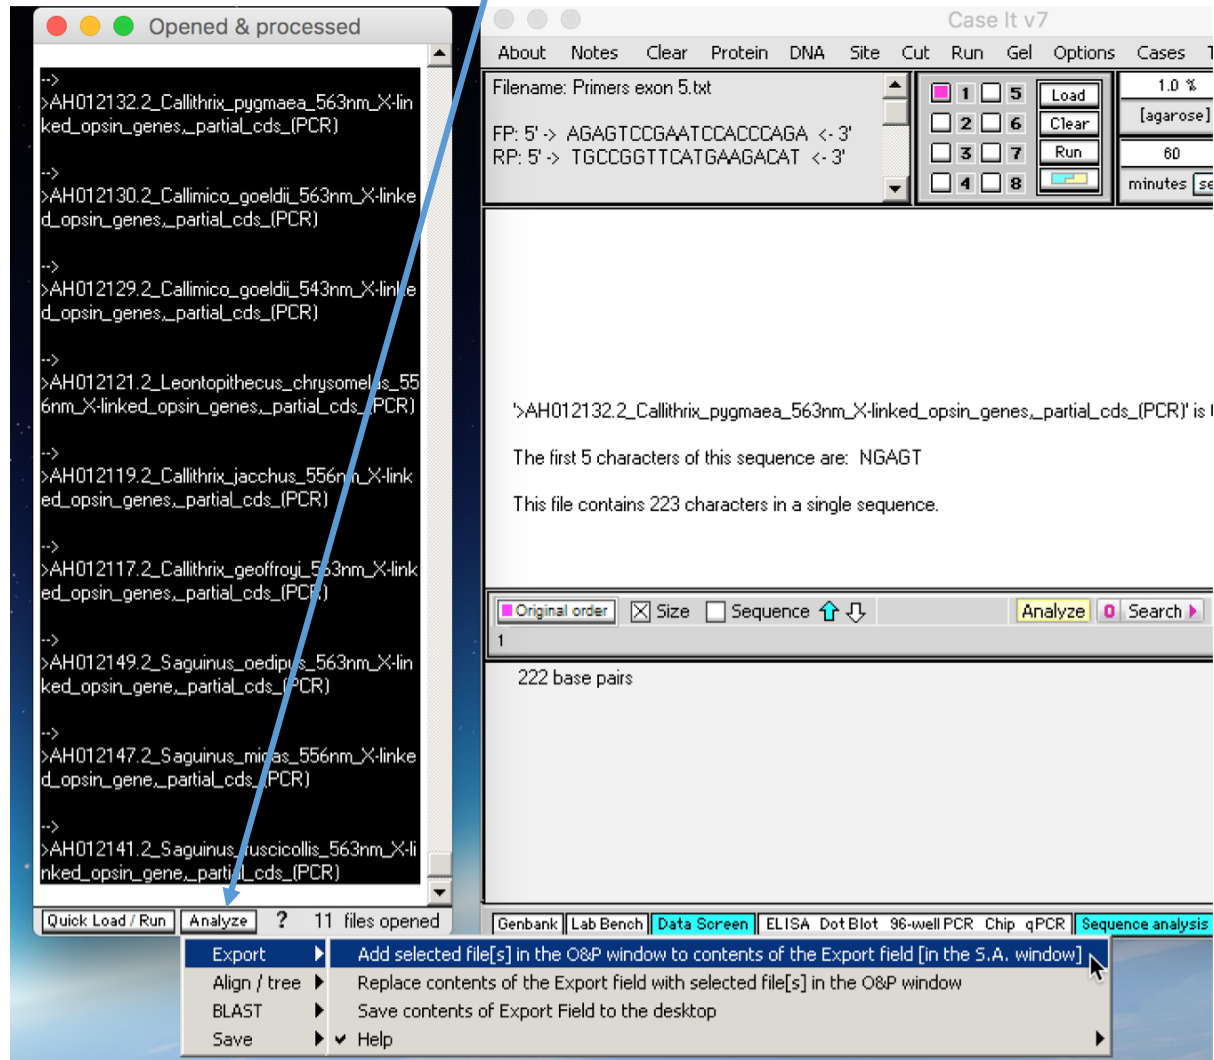 Opened & processed
-->
>AH012132.2_Callithrix_pygmaea_563nm_X-lin
ked_opsin_genes,_partial_cds_(PCR)
-->
>AH012130.2_Callimico_goeldii_563nm_X-linke
d_opsin_genes,_partial_cds_(PCR)
-->
>AH012129.2_Callimico_goeldii_543nm_X-linke
d_opsin_genes,_partial_cds_(PCR)
-->
>AH012121.2_Leontopithecus_chrysomelas_55
6nm_X-linked_opsin_genes,_partial_cds_(PCR)
-->
>AH012119.2_Callithrix_jacchus_556nm_X-link
ed_opsin_genes,_partial_cds_(PCR)
-->
>AH012117.2_Callithrix_geoffroyi_563nm_X-link
ed_opsin_genes,_partial_cds_(PCR)
-->
>AH012149.2_Saguinus_oedipus_563nm_X-lin
ked_opsin_gene,_partial_cds_(PCR)
-->
>AH012147.2_Saguinus_midas_556nm_X-linke
d_opsin_gene,_partial_cds_(PCR)
-->
>AH012141.2_Saguinus_fuscicollis_563nm_X-li
nked_opsin_gene,_partial_cds_(PCR)
Quick Load / Run Analyze ? 11 files opened
Case It v7
About Notes Clear Protein DNA Site Cut Run Gel Options Cases
Filename: Primers exon 5.txt
FP: 5' -> AGAGTCCGAATCCACCCAGA <- 3'
RP: 5' -> TGCCGGTTCATGAAGACAT <- 3'
1 5 Load
2 6 Clear
3 7 Run
4 8
1.0 %
[agarose]
60
minutes se
'>AH012132.2_Callithrix_pygmaea_563nm_X-linked_opsin_genes,_partial_cds_(PCR)' is
The first 5 characters of this sequence are: NGAGT
This file contains 223 characters in a single sequence.
Original order Size Sequence Analyze 0 Search
1
222 base pairs
Genbank Lab Bench Data Screen ELISA Dot Blot 96-well PCR Chip qPCR Sequence analysis
Export
Align / tree
BLAST
Save
Add selected file[s] in the O&P window to contents of the Export field [in the S.A. window]
Replace contents of the Export field with selected file[s] in the O&P window
Save contents of Export Field to the desktop
Help